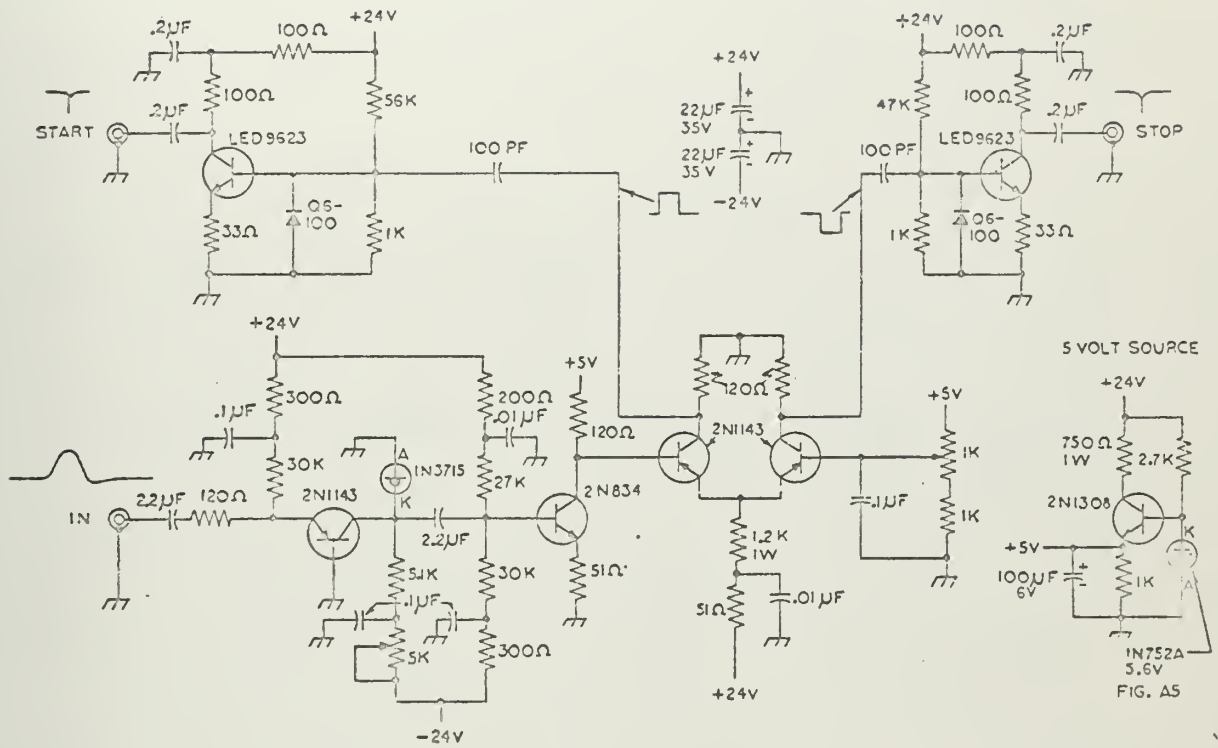 +24V
.2µF
100Ω
100Ω
56K
START
.2µF
LED9623
100PF
Q6-
100
33Ω
1K
+24V
22µF
35V
22µF
35V
-24V
+24V
100Ω
.2µF
47K
100Ω
.2µF
STOP
LED9623
100PF
1K
Q6-
100
33Ω
+24V
300Ω
.1µF
30K
200Ω
.01µF
27K
+5V
120Ω
A
1N3715
K
IN
2.2µF
120Ω
2N1143
2.2µF
2N834
5.1K
30K
51Ω
.1µF
5K
300Ω
-24V
120Ω
2N1143
1.2K
1W
51Ω
.01µF
+24V
+5V
1K
.1µF
1K
5 VOLT SOURCE
+24V
750Ω
1W
2.7K
2N1308
K
+5V
100µF
6V
1K
A
1N752A
5.6V
FIG. A5